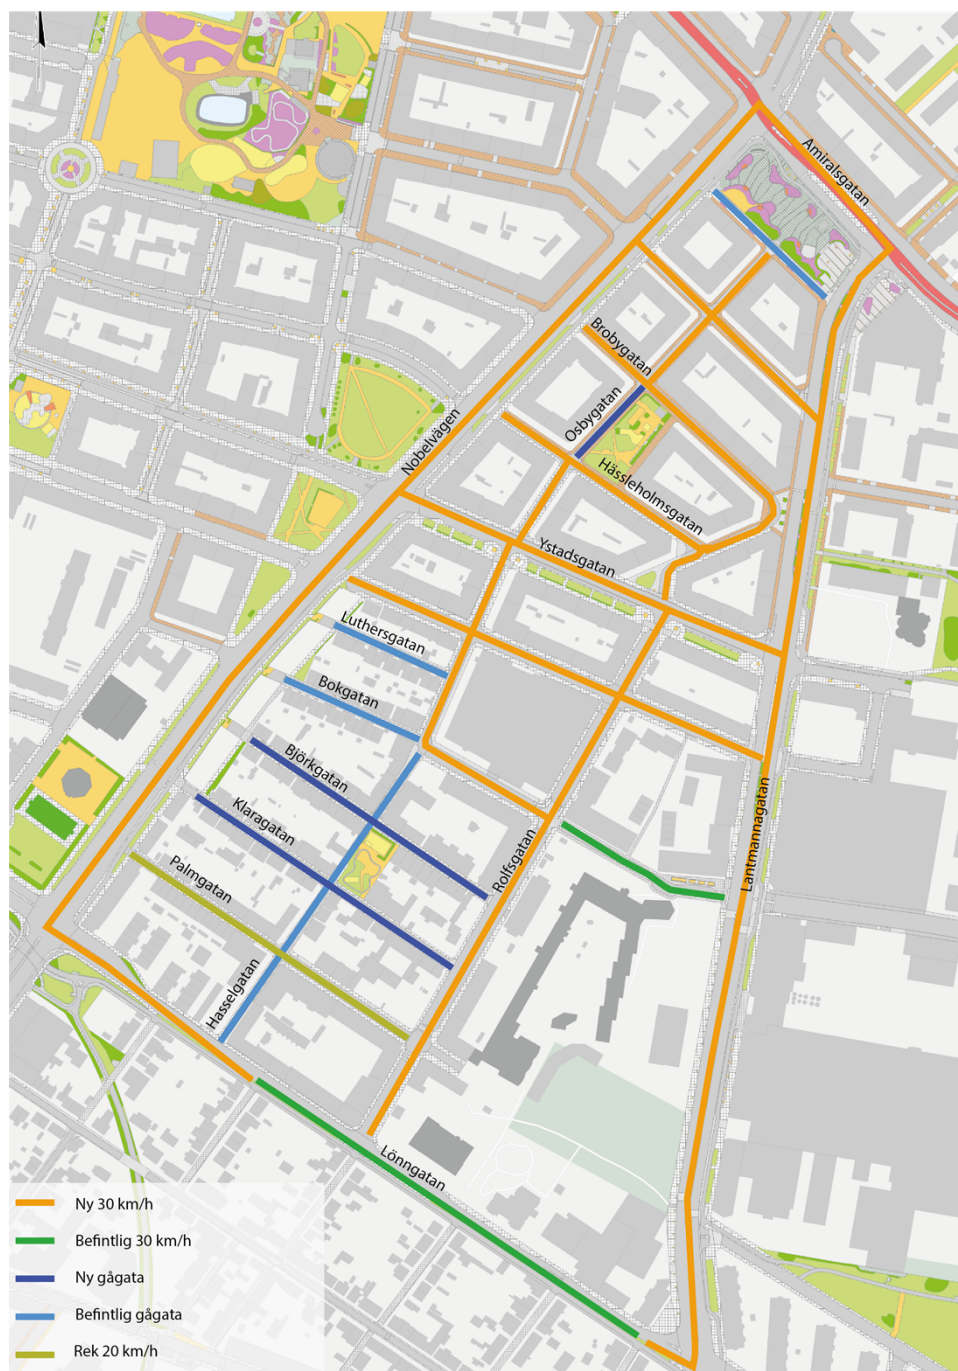 Amiralsgatan
Brobygatan
Osbygatan
Nobelvägen
Hässleholmsgatan
Ystadsgatan
Luthersgatan
Bokgatan
Björkgatan
Klaragatan
Lantmannagatan
Rolfsgatan
Palmgatan
Hasselgatan
Lönngatan
Ny 30 km/h
Befintlig 30 km/h
Ny gågata
Befintlig gågata
Rek 20 km/h